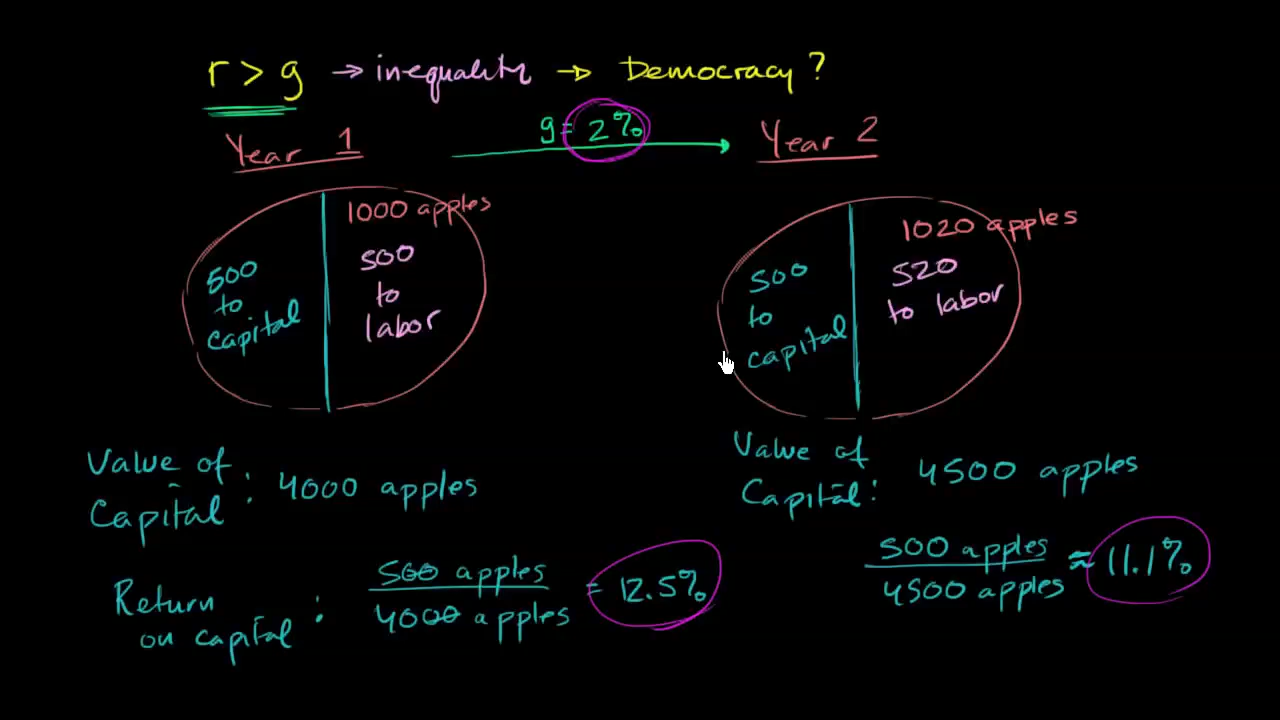 r > g → inequality → Democracy ?
g = 2%
Year 1
Year 2
1000 apples
500
to
capital
500
to
labor
1020 apples
500
to
capital
520
to labor
Value of
Capital : 4000 apples
Value of
Capital : 4500 apples
Return
on capital :
500 apples
4000 apples
= 12.5%
500 apples
4500 apples
≈ 11.1%